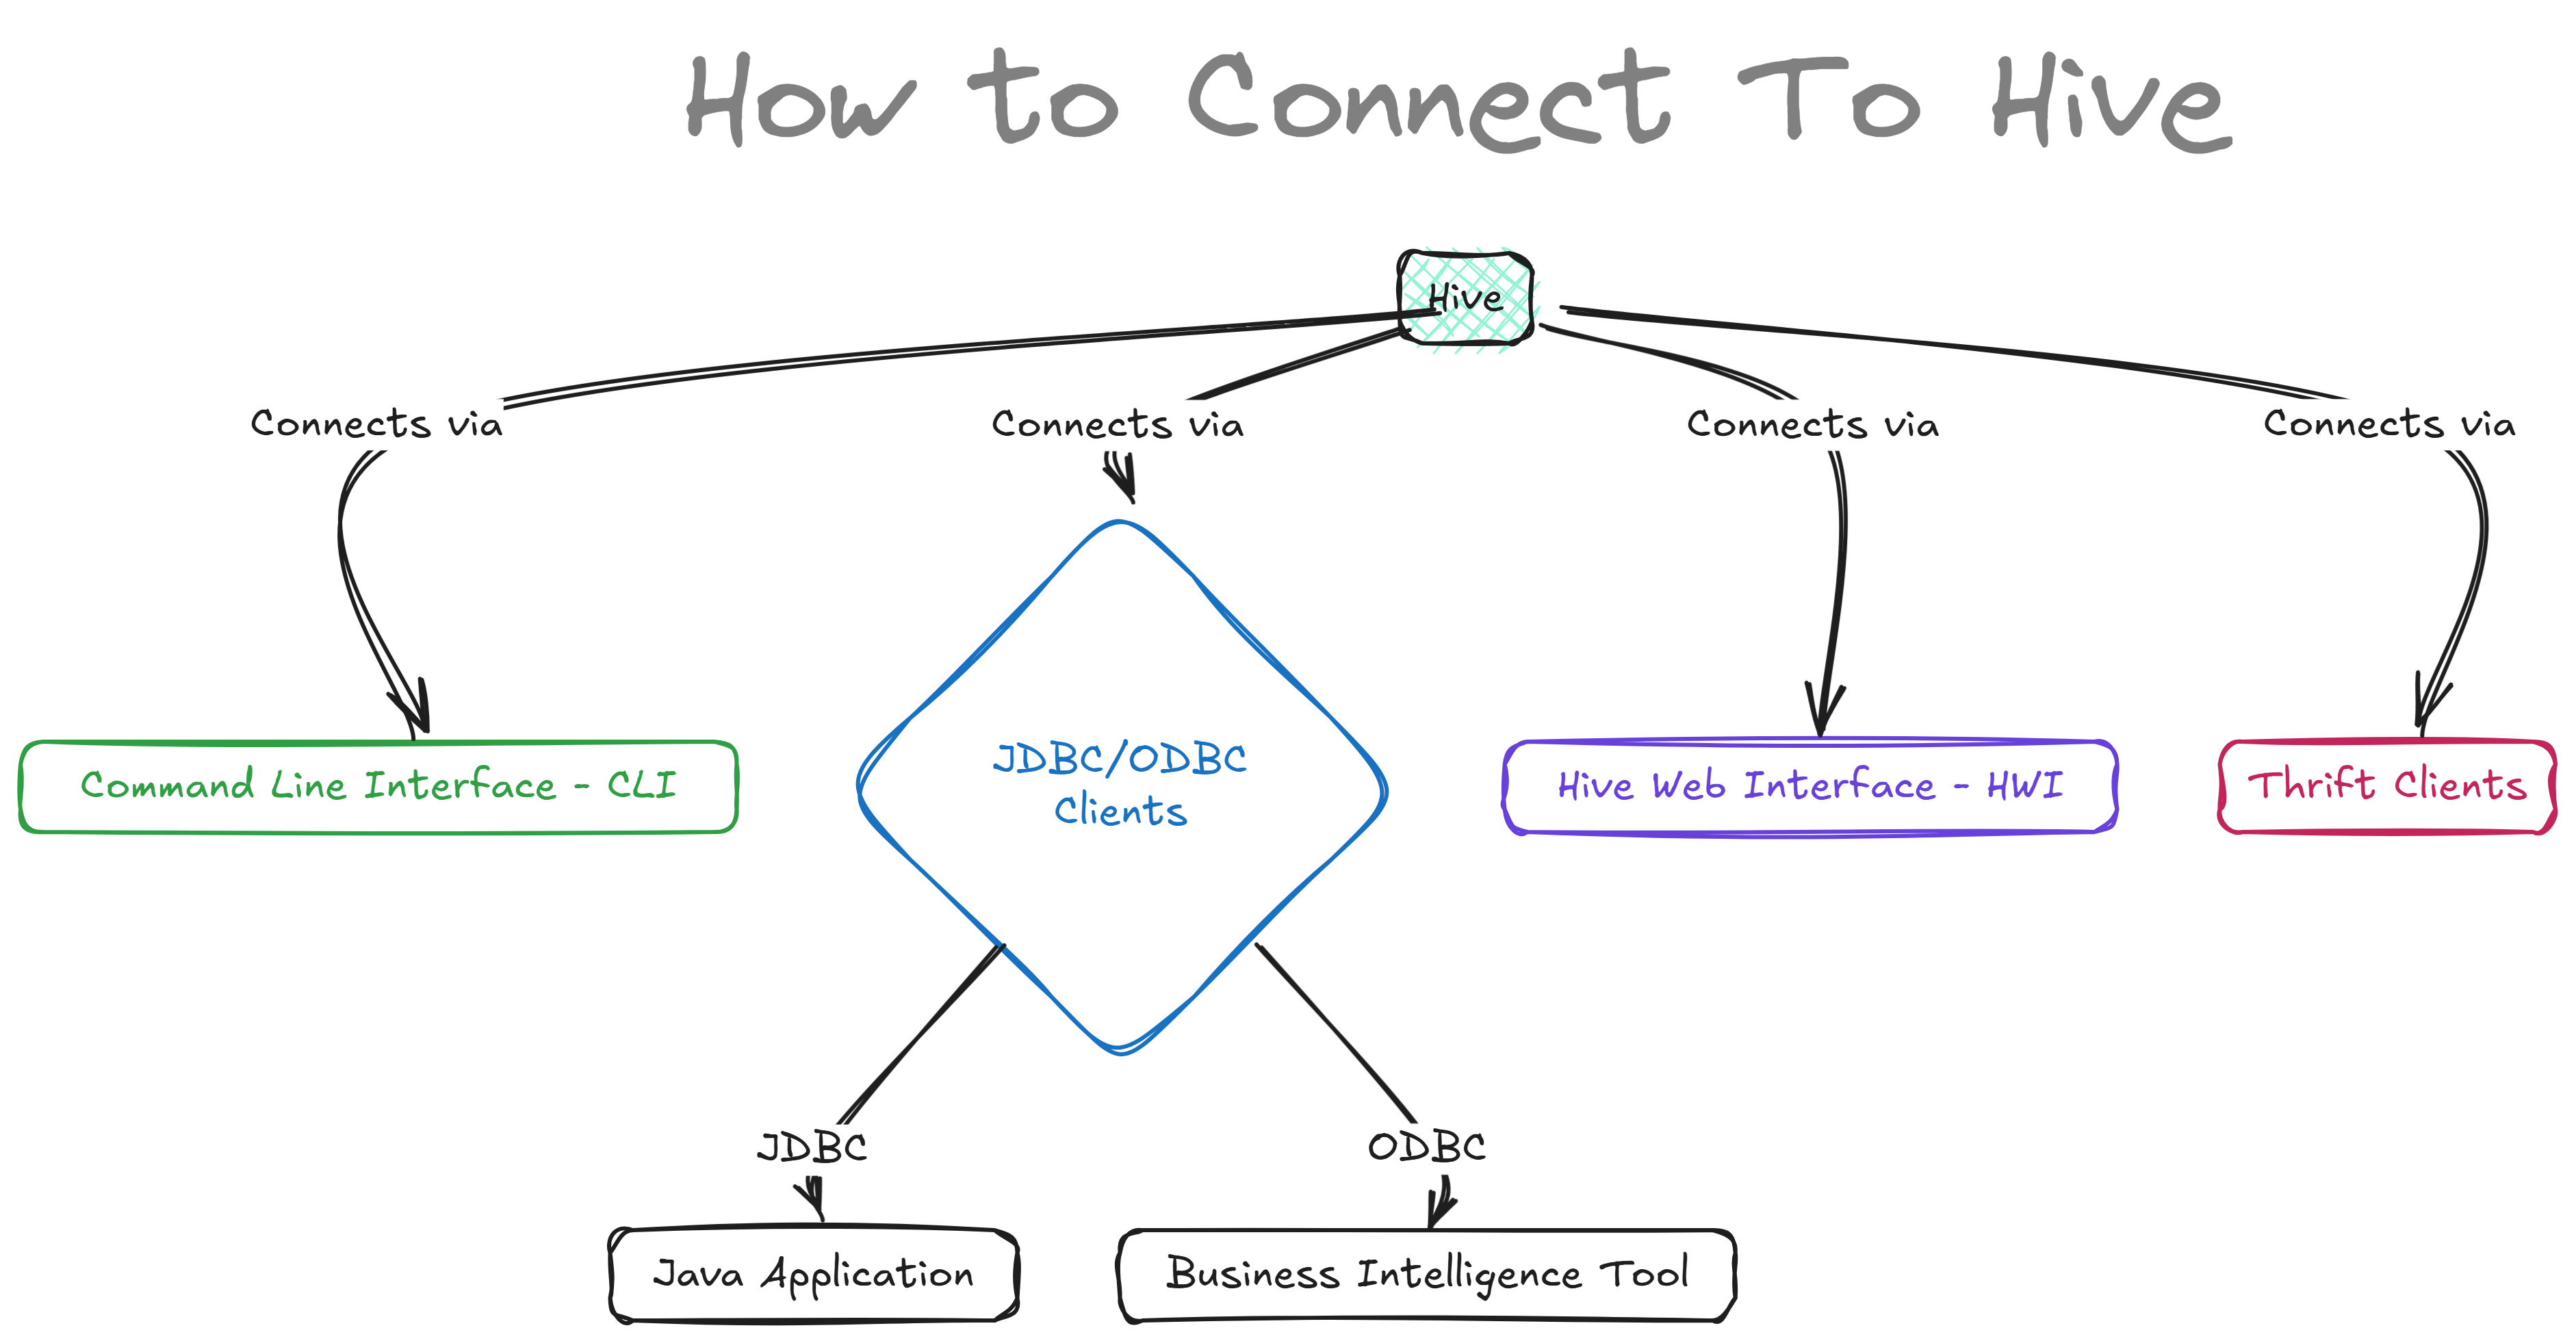 How to Connect To Hive
Hive
Connects via
Connects via
Connects via
Connects via
Command Line Interface - CLI
JDBC/ODBC
Clients
Hive Web Interface - HWI
Thrift Clients
JDBC
ODBC
Java Application
Business Intelligence Tool